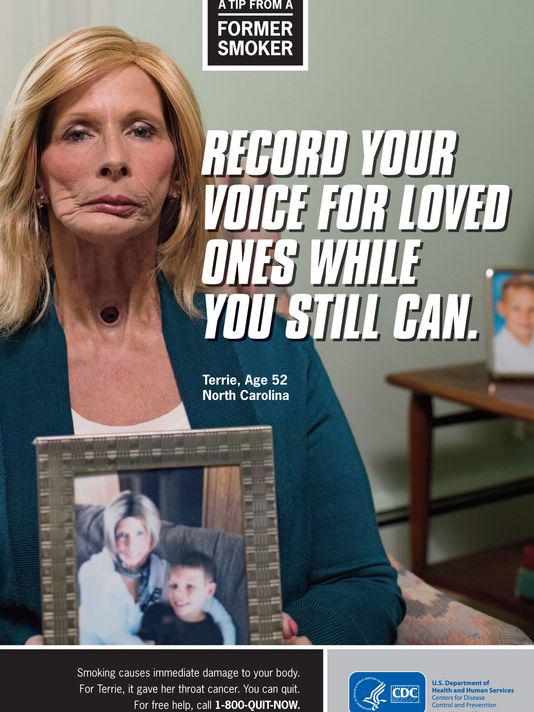 A TIP FROM A
FORMER
SMOKER
RECORD YOUR
VOICE FOR LOVED
ONES WHILE
YOU STILL CAN.
Terrie, Age 52
North Carolina
Smoking causes immediate damage to your body.
For Terrie, it gave her throat cancer. You can quit.
For free help, call 1-800-QUIT-NOW.
CDC
U.S. Department of
Health and Human Services
Centers for Disease
Control and Prevention